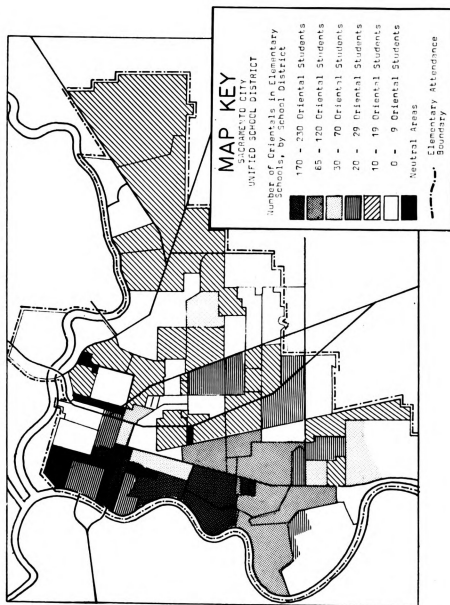 MAP KEY
SACRAMENTO CITY
UNIFIED SCHOOL DISTRICT
Number of Orientals in Elementary
Schools, by School District
170 - 230 Oriental Students
65 - 120 Oriental Students
30 - 70 Oriental Students
20 - 29 Oriental Students
10 - 19 Oriental Students
0 - 9 Oriental Students
Neutral Areas
Elementary Attendance
Boundary